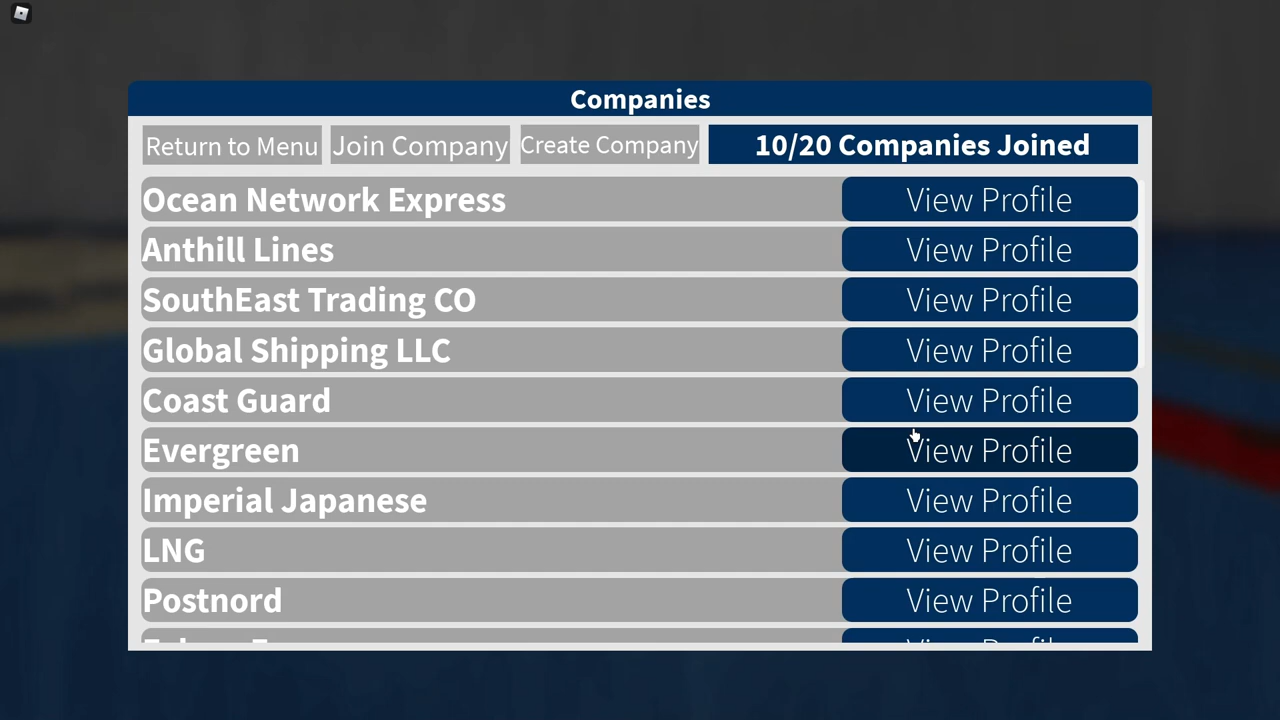 Companies
Return to Menu
Join Company
Create Company
10/20 Companies Joined
Ocean Network Express
View Profile
Anthill Lines
View Profile
SouthEast Trading CO
View Profile
Global Shipping LLC
View Profile
Coast Guard
View Profile
Evergreen
View Profile
Imperial Japanese
View Profile
LNG
View Profile
Postnord
View Profile
View Profile